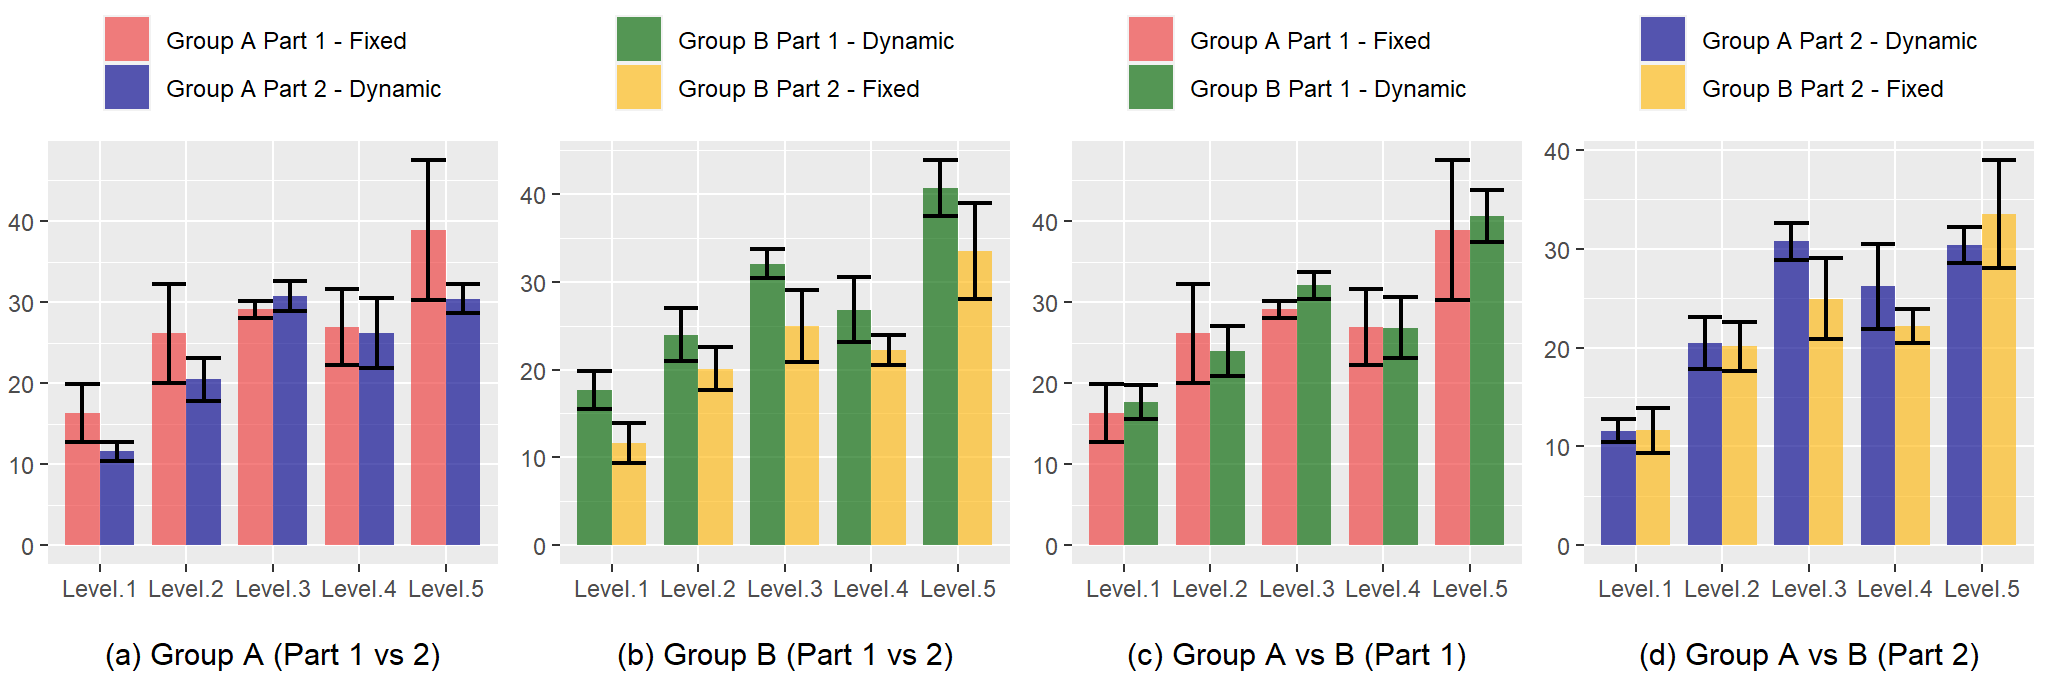 Group A Part 1 - Fixed
Group A Part 2 - Dynamic
40
30
20
10
0
Level.1 Level.2 Level.3 Level.4 Level.5
(a) Group A (Part 1 vs 2)
Group B Part 1 - Dynamic
Group B Part 2 - Fixed
40
30
20
10
0
Level.1 Level.2 Level.3 Level.4 Level.5
(b) Group B (Part 1 vs 2)
Group A Part 1 - Fixed
Group B Part 1 - Dynamic
40
30
20
10
0
Level.1 Level.2 Level.3 Level.4 Level.5
(c) Group A vs B (Part 1)
Group A Part 2 - Dynamic
Group B Part 2 - Fixed
40
30
20
10
0
Level.1 Level.2 Level.3 Level.4 Level.5
(d) Group A vs B (Part 2)